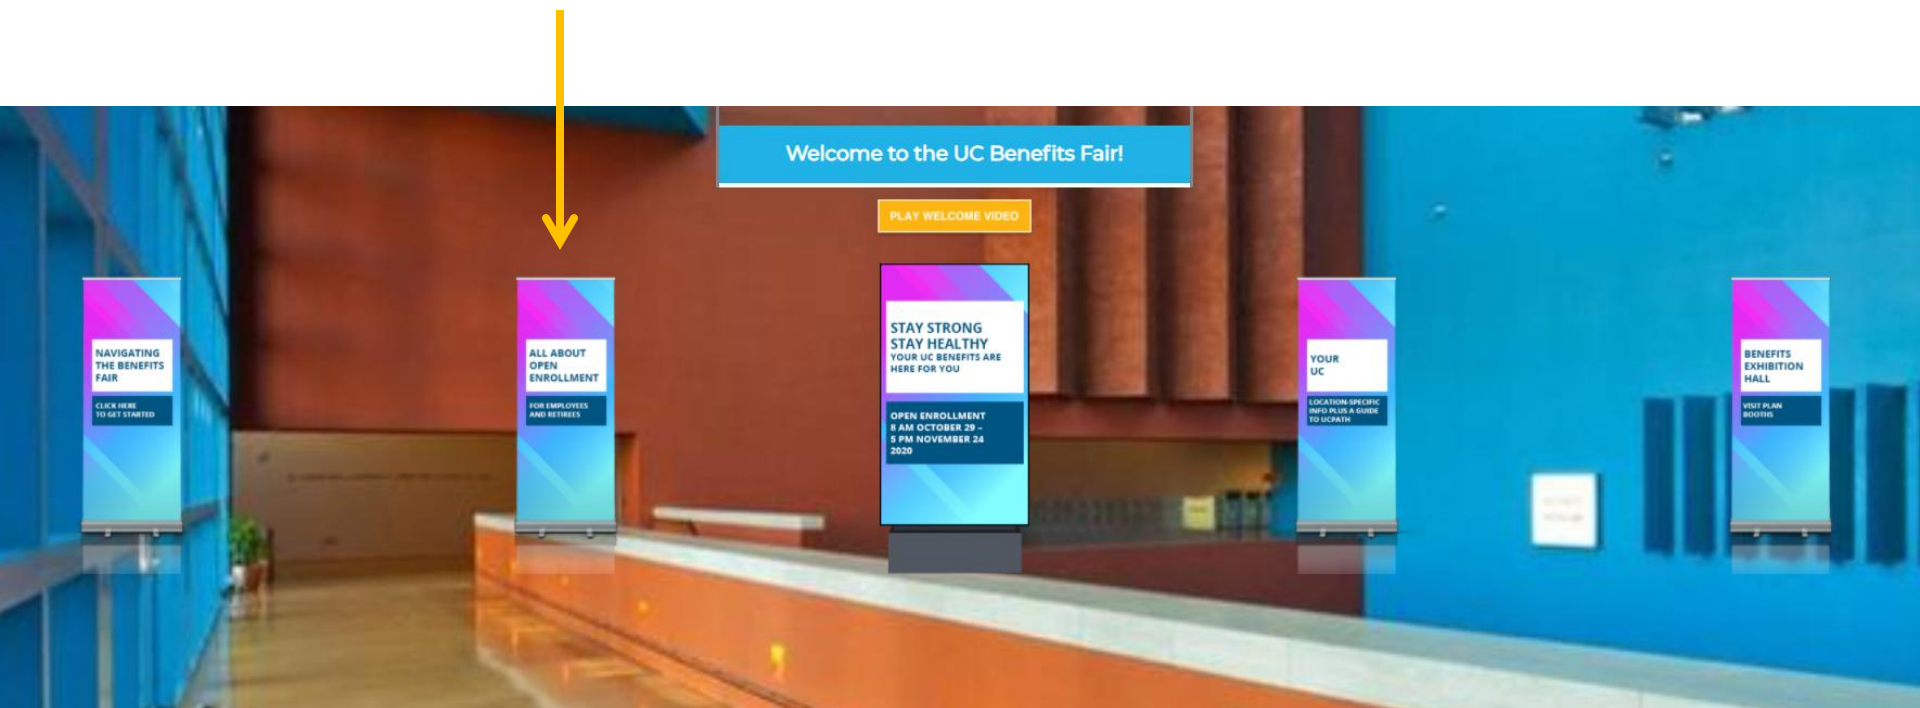 Welcome to the UC Benefits Fair!
PLAY WELCOME VIDEO
NAVIGATING
THE BENEFITS
FAIR
CLICK HERE
TO GET STARTED
ALL ABOUT
OPEN
ENROLLMENT
FOR EMPLOYEES
AND RETIREES
STAY STRONG
STAY HEALTHY
YOUR UC BENEFITS ARE
HERE FOR YOU
OPEN ENROLLMENT
8 AM OCTOBER 29 –
5 PM NOVEMBER 24
2020
YOUR
UC
LOCATION-SPECIFIC
INFO PLUS A GUIDE
TO UCPATH
BENEFITS
EXHIBITION
HALL
VISIT PLAN
BOOTHS